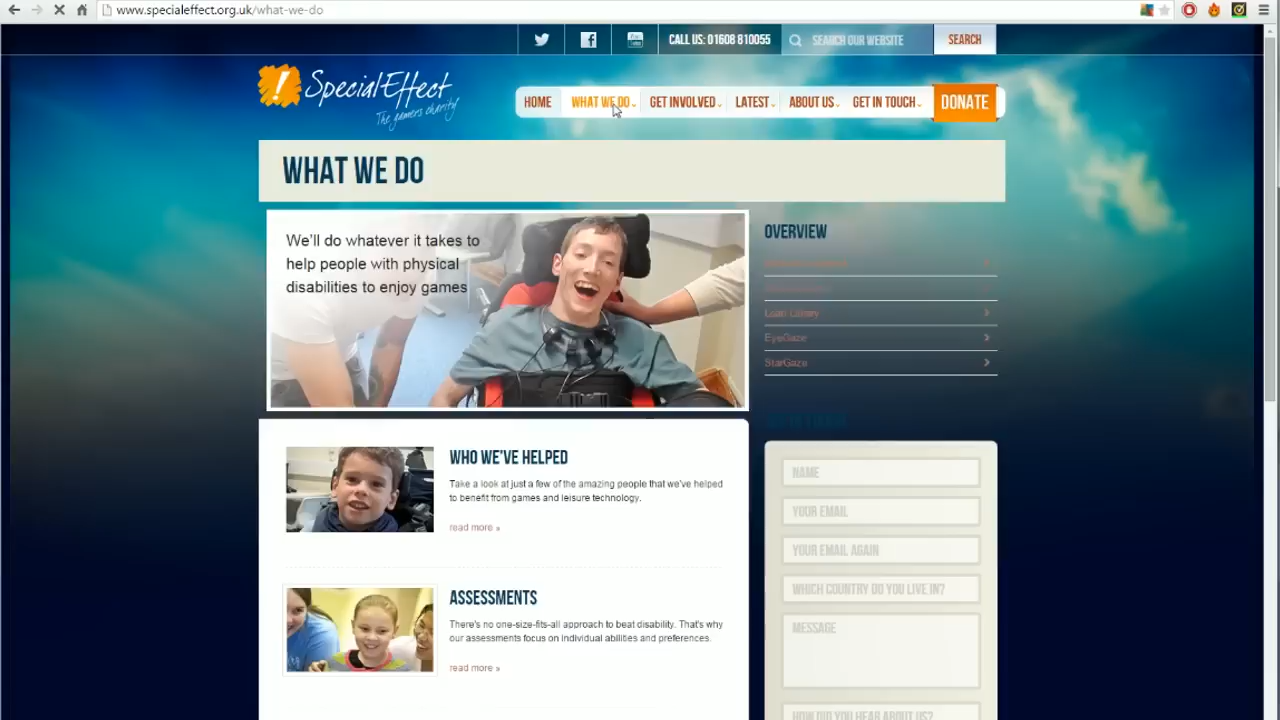 www.specialeffect.org.uk/what-we-do
CALL US: 01608 810055
SEARCH OUR WEBSITE
SEARCH
! SpecialEffect
The gamers charity
HOME
WHAT WE DO
GET INVOLVED
LATEST
ABOUT US
GET IN TOUCH
DONATE
WHAT WE DO
We'll do whatever it takes to
help people with physical
disabilities to enjoy games
OVERVIEW
Loan Library
EyeGaze
StarGaze
WHO WE'VE HELPED
Take a look at just a few of the amazing people that we've helped
to benefit from games and leisure technology.
read more »
ASSESSMENTS
There's no one-size-fits-all approach to beat disability. That's why
our assessments focus on individual abilities and preferences.
read more »
NAME
YOUR EMAIL
YOUR EMAIL AGAIN
WHICH COUNTRY DO YOU LIVE IN?
MESSAGE
HOW DID YOU HEAR ABOUT US?